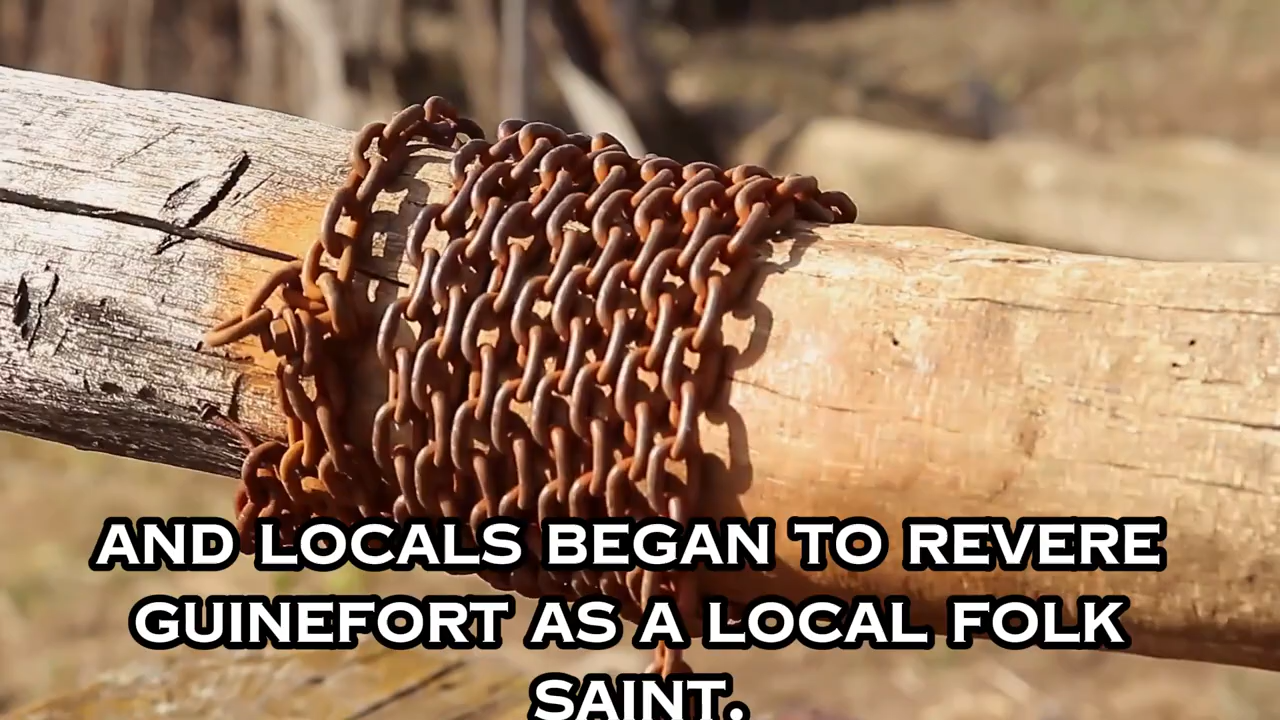 AND LOCALS BEGAN TO REVERE
GUINEFORT AS A LOCAL FOLK
SAINT.